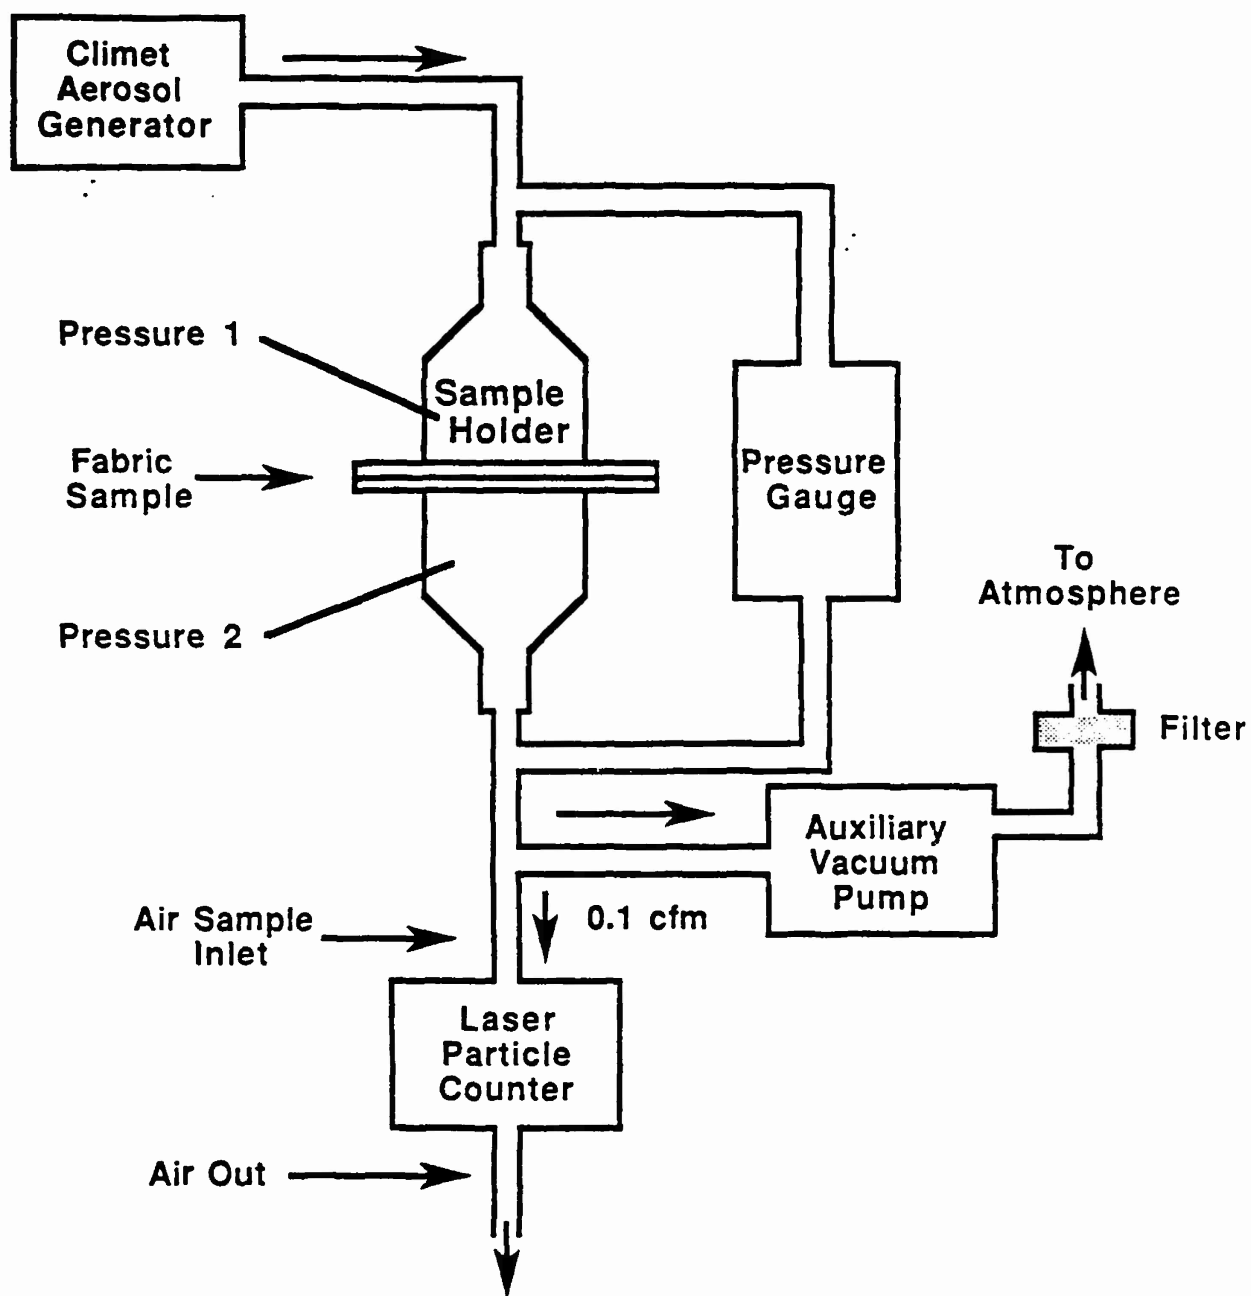 Climet
Aerosol
Generator
Pressure 1
Sample
Holder
Fabric
Sample
Pressure
Gauge
To
Atmosphere
Pressure 2
Filter
Auxiliary
Vacuum
Pump
Air Sample
Inlet
0.1 cfm
Laser
Particle
Counter
Air Out